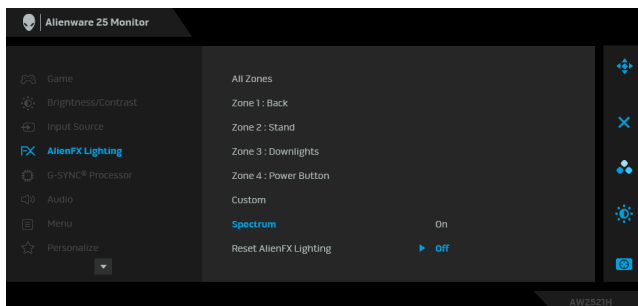 Alienware 25 Monitor
Game
Brightness/Contrast
Input Source
FX AlienFX Lighting
G-SYNC® Processor
Audio
Menu
Personalize
All Zones
Zone 1 : Back
Zone 2 : Stand
Zone 3 : Downlights
Zone 4 : Power Button
Custom
Spectrum On
Reset AlienFX Lighting Off
AW2521H